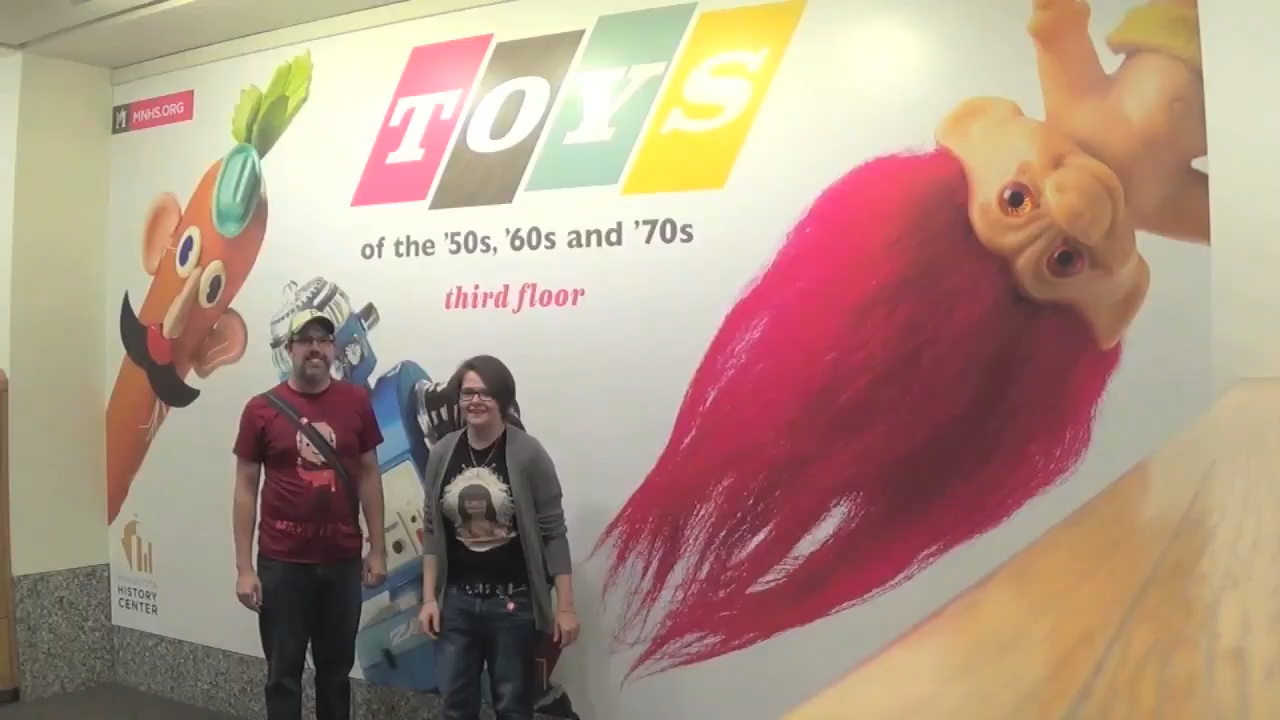 MNHS.ORG
TOYS
of the '50s, '60s and '70s
third floor
HISTORY
CENTER